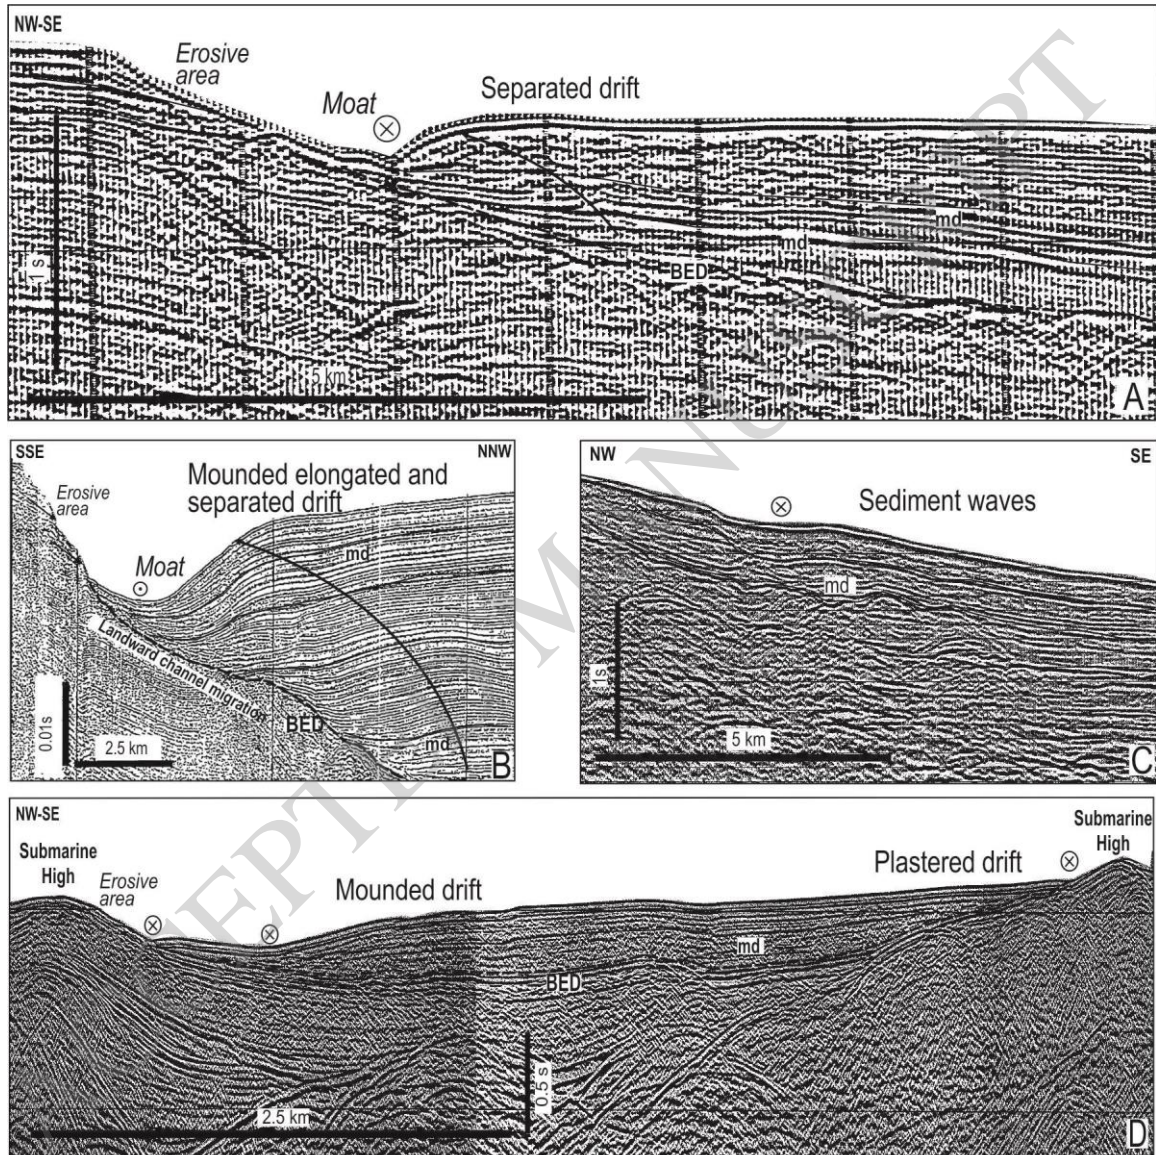 NW-SE
Erosive
area
Moat
Separated drift
1 s
md
md
BED
5 km
A
SSE
NNW
Mounded elongated and
separated drift
Erosive
area
Moat
md
Landward channel migration
BED
md
0.01s
2.5 km
B
NW
SE
Sediment waves
md
1s
5 km
C
NW-SE
Submarine
High
Erosive
area
Mounded drift
Plastered drift
Submarine
High
md
BED
0.5 s
2.5 km
D